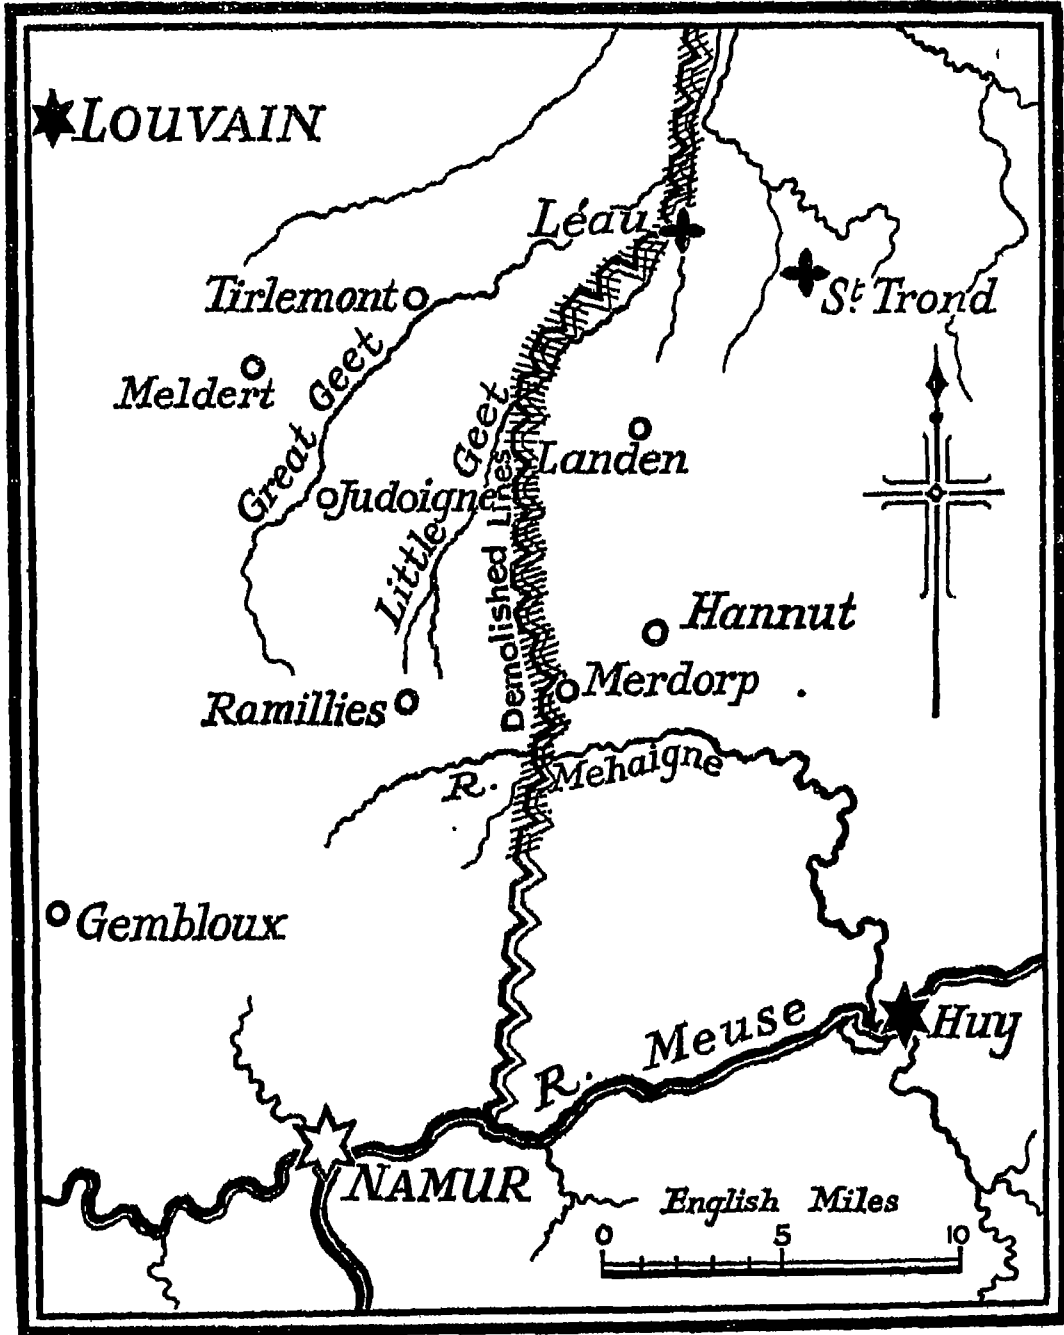 LOUVAIN
Léau
Tirlemont
St. Trond
Meldert
Great Geet
Little Geet
Landen
Judoigne
Demolished Lines
Hannut
Merdorp
Ramillies
R. Mehaigne
Gembloux
R. Meuse
Huy
NAMUR
English Miles
0 5 10